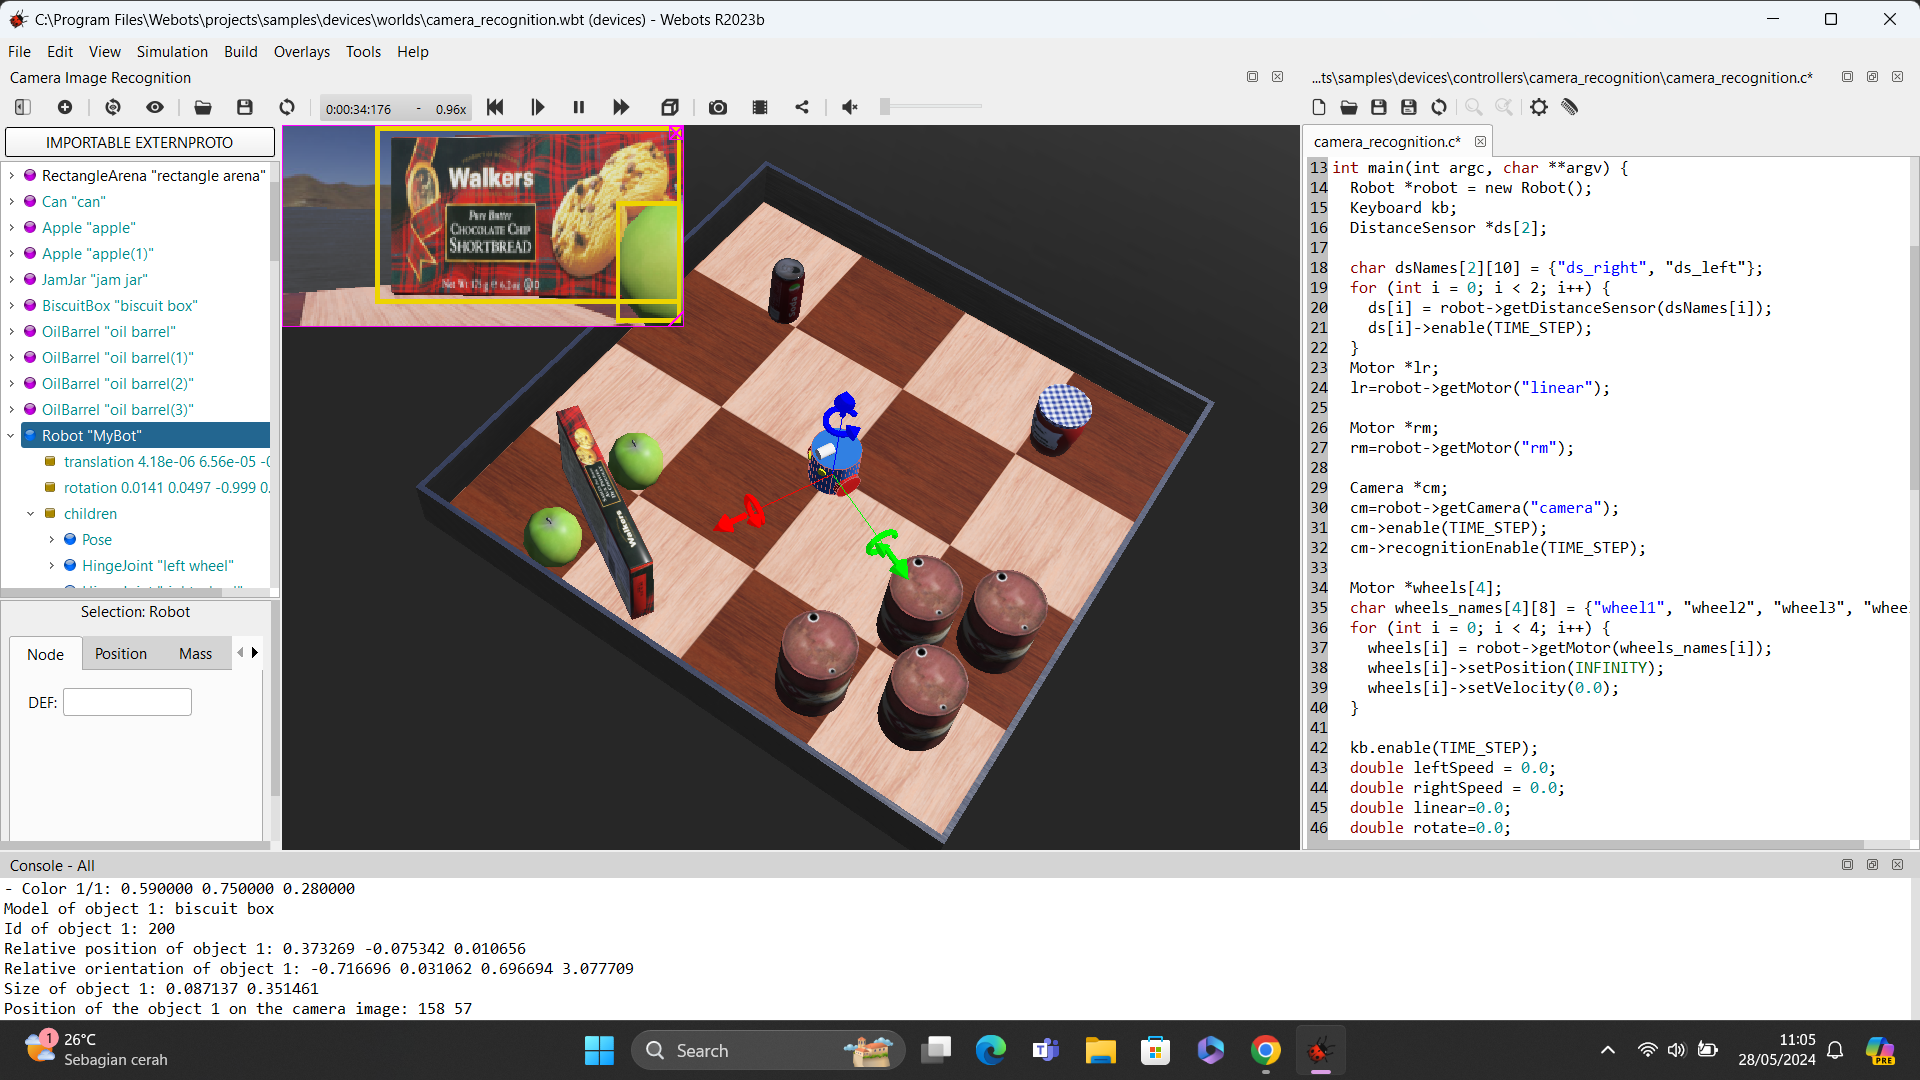 C:\Program Files\Webots\projects\samples\devices\worlds\camera_recognition.wbt (devices) - Webots R2023b
File Edit View Simulation Build Overlays Tools Help
Camera Image Recognition
0:00:34:176 - 0.96x
IMPORTABLE EXTERNPROTO
RectangleArena "rectangle arena"
Can "can"
Apple "apple"
Apple "apple(1)"
JamJar "jam jar"
BiscuitBox "biscuit box"
OilBarrel "oil barrel"
OilBarrel "oil barrel(1)"
OilBarrel "oil barrel(2)"
OilBarrel "oil barrel(3)"
Robot "MyBot"
translation 4.18e-06 6.56e-05 -0
rotation 0.0141 0.0497 -0.999 0.
children
Pose
HingeJoint "left wheel"
Selection: Robot
Node Position Mass
DEF:
Walkers
Pure Butter
CHOCOLATE CHIP
SHORTBREAD
Walkers
...ts\samples\devices\controllers\camera_recognition\camera_recognition.c*
camera_recognition.c*
13 int main(int argc, char **argv) {
14 Robot *robot = new Robot();
15 Keyboard kb;
16 DistanceSensor *ds[2];
17
18 char dsNames[2][10] = {"ds_right", "ds_left"};
19 for (int i = 0; i < 2; i++) {
20 ds[i] = robot->getDistanceSensor(dsNames[i]);
21 ds[i]->enable(TIME_STEP);
22 }
23 Motor *lr;
24 lr=robot->getMotor("linear");
25
26 Motor *rm;
27 rm=robot->getMotor("rm");
28
29 Camera *cm;
30 cm=robot->getCamera("camera");
31 cm->enable(TIME_STEP);
32 cm->recognitionEnable(TIME_STEP);
33
34 Motor *wheels[4];
35 char wheels_names[4][8] = {"wheel1", "wheel2", "wheel3", "whee
36 for (int i = 0; i < 4; i++) {
37 wheels[i] = robot->getMotor(wheels_names[i]);
38 wheels[i]->setPosition(INFINITY);
39 wheels[i]->setVelocity(0.0);
40 }
41
42 kb.enable(TIME_STEP);
43 double leftSpeed = 0.0;
44 double rightSpeed = 0.0;
45 double linear=0.0;
46 double rotate=0.0;
Console - All
- Color 1/1: 0.590000 0.750000 0.280000
Model of object 1: biscuit box
Id of object 1: 200
Relative position of object 1: 0.373269 -0.075342 0.010656
Relative orientation of object 1: -0.716696 0.031062 0.696694 3.077709
Size of object 1: 0.087137 0.351461
Position of the object 1 on the camera image: 158 57
1
26°C
Sebagian cerah
Search
11:05
28/05/2024
PRE